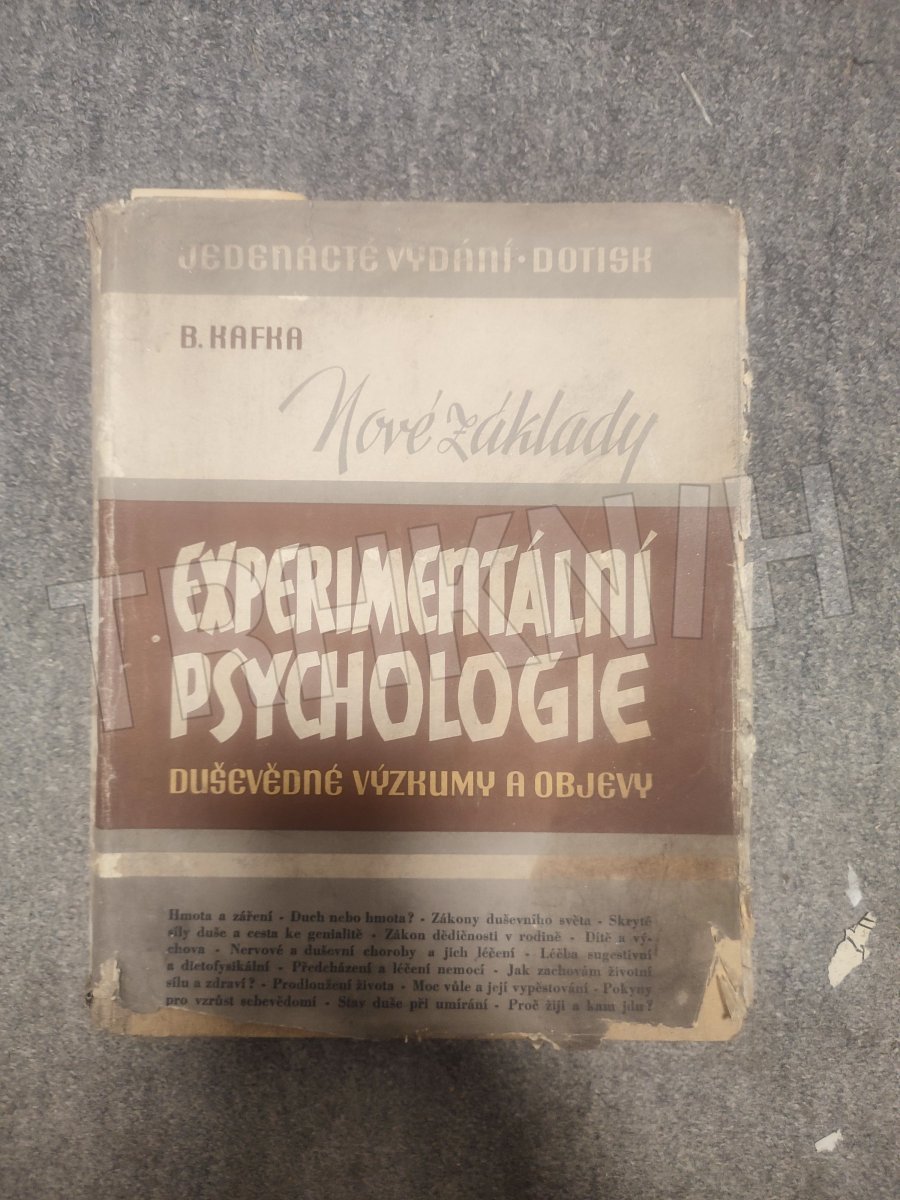 JEDENÁCTÉ VYDÁNÍ · DOTISK
B. KAFKA
Nové základy
EXPERIMENTÁLNÍ
PSYCHOLOGIE
DUŠEVĚDNÉ VÝZKUMY A OBJEVY
Hmota a záření - Duch nebo hmota? - Zákony duševního světa - Skryté
síly duše a cesta ke genialitě - Zákon dědičnosti v rodině - Dítě a vý-
chova - Nervové a duševní choroby a jich léčení - Léčba sugestivní
a dietofysikální - Předcházení a léčení nemocí - Jak zachovám životní
sílu a zdraví? - Prodloužení života - Moc vůle a její vypěstování - Pokyny
pro vzrůst sebevědomí - Stav duše při umírání - Proč žiji a kam jdu?
TRHKNIH